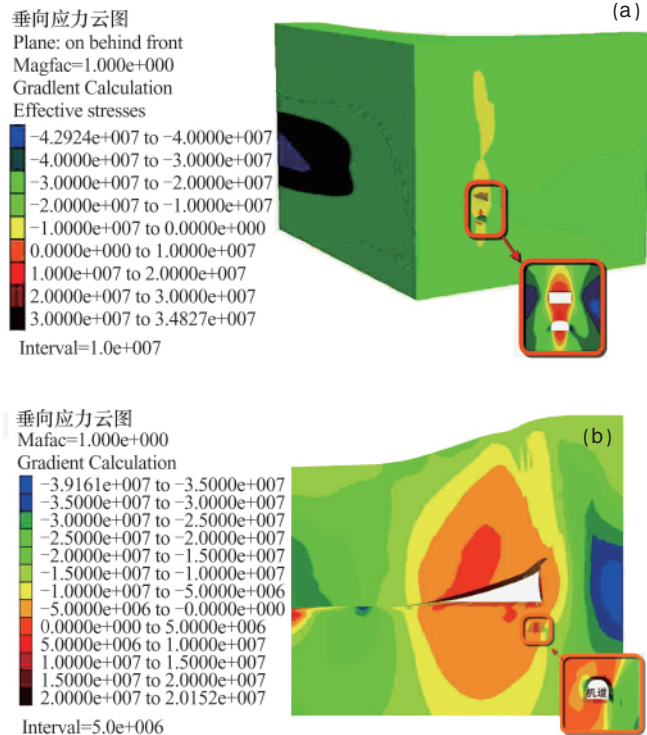 (a)
垂向应力云图
Plane: on behind front
Magfac=1.000e+000
Gradlent Calculation
Effective stresses
−4.2924e+007 to −4.0000e+007
−4.0000e+007 to −3.0000e+007
−3.0000e+007 to −2.0000e+007
−2.0000e+007 to −1.0000e+007
−1.0000e+007 to 0.0000e+000
0.0000e+000 to 1.0000e+007
1.000e+007 to 2.0000e+007
2.0000e+007 to 3.0000e+007
3.0000e+007 to 3.4827e+007
Interval=1.0e+007
(b)
垂向应力云图
Mafac=1.000e+000
Gradient Calculation
−3.9161e+007 to −3.5000e+007
−3.5000e+007 to −3.0000e+007
−3.0000e+007 to −2.5000e+007
−2.5000e+007 to −2.0000e+007
−2.0000e+007 to −1.5000e+007
−1.5000e+007 to −1.0000e+007
−1.0000e+007 to −5.0000e+006
−5.0000e+006 to −0.0000e+000
0.0000e+000 to 5.0000e+006
5.0000e+006 to 1.0000e+007
1.0000e+007 to 1.5000e+007
1.5000e+007 to 2.0000e+007
2.0000e+007 to 2.0152e+007
Interval=5.0e+006
机道